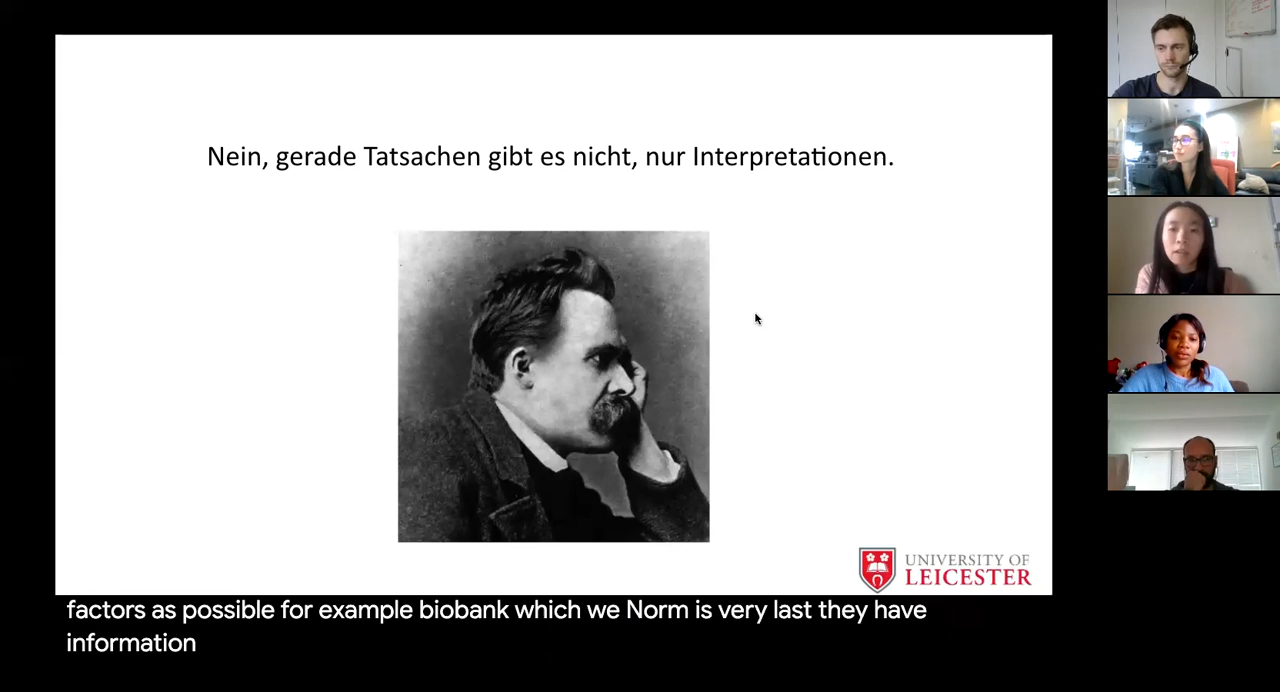 Nein, gerade Tatsachen gibt es nicht, nur Interpretationen.
UNIVERSITY OF
LEICESTER
factors as possible for example biobank which we Norm is very last they have
information